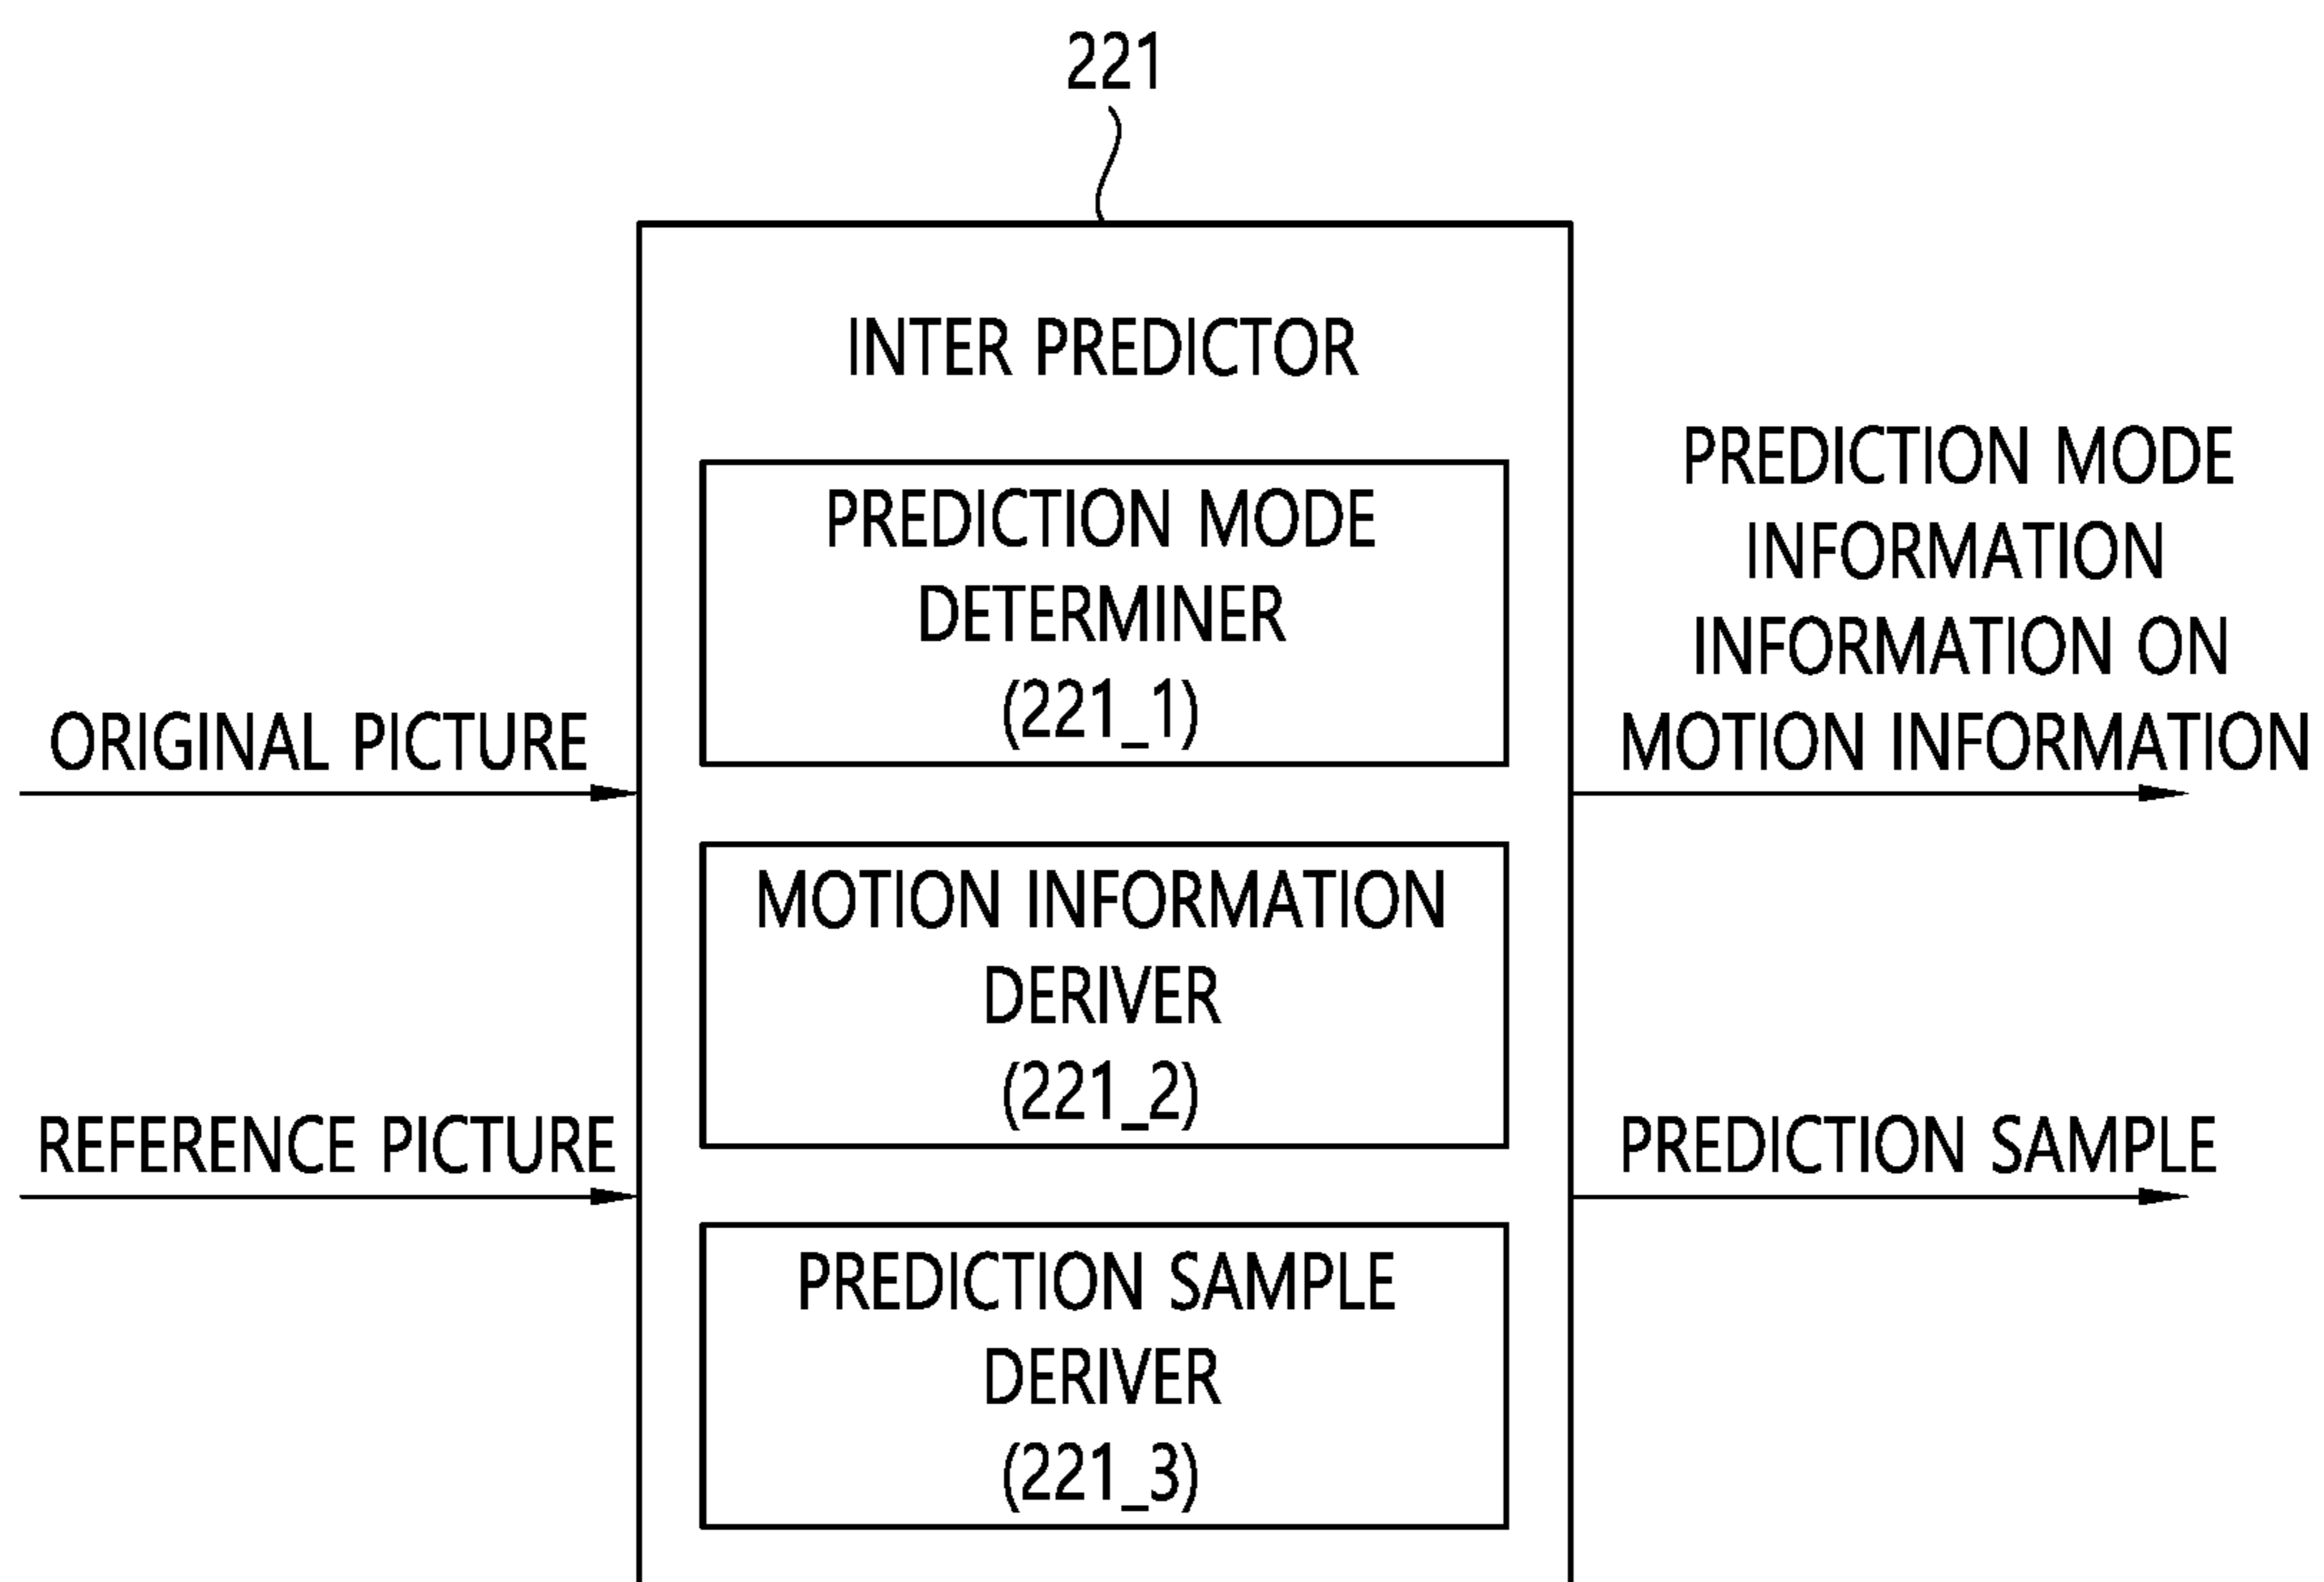 221
INTER PREDICTOR
PREDICTION MODE
DETERMINER
(221_1)
MOTION INFORMATION
DERIVER
(221_2)
PREDICTION SAMPLE
DERIVER
(221_3)
ORIGINAL PICTURE
REFERENCE PICTURE
PREDICTION MODE
INFORMATION
INFORMATION ON
MOTION INFORMATION
PREDICTION SAMPLE